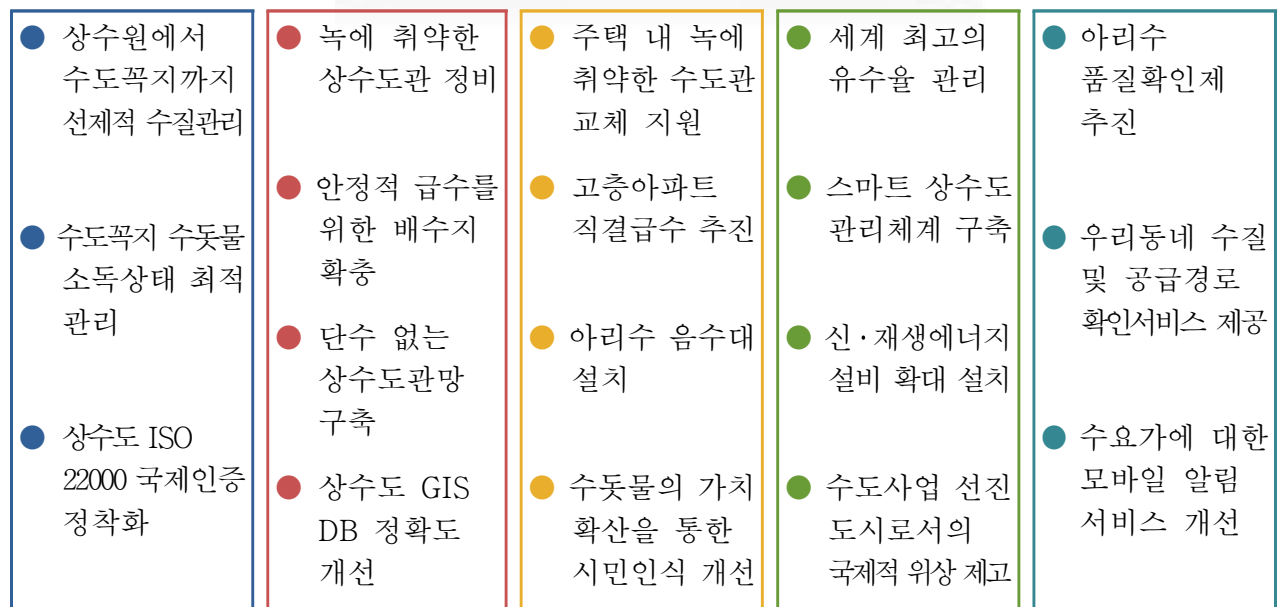 상수원에서
수도꼭지까지
선제적 수질관리
수도꼭지 수돗물
소독상태 최적
관리
상수도 ISO
22000 국제인증
정착화
녹에 취약한
상수도관 정비
안정적 급수를
위한 배수지
확충
단수 없는
상수도관망
구축
상수도 GIS
DB 정확도
개선
주택 내 녹에
취약한 수도관
교체 지원
고층아파트
직결급수 추진
아리수 음수대
설치
수돗물의 가치
확산을 통한
시민인식 개선
세계 최고의
유수율 관리
스마트 상수도
관리체계 구축
신·재생에너지
설비 확대 설치
수도사업 선진
도시로서의
국제적 위상 제고
아리수
품질확인제
추진
우리동네 수질
및 공급경로
확인서비스 제공
수요가에 대한
모바일 알림
서비스 개선